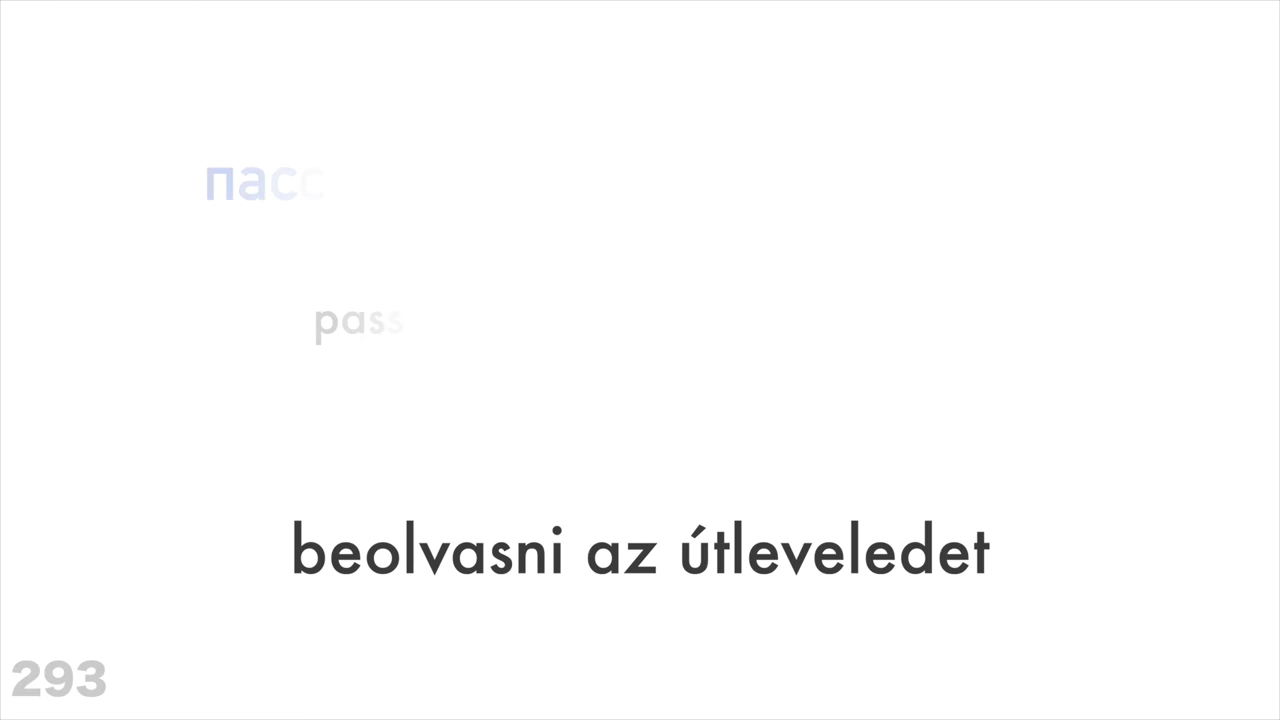 пасс
pass
beolvasni az útleveledet
293